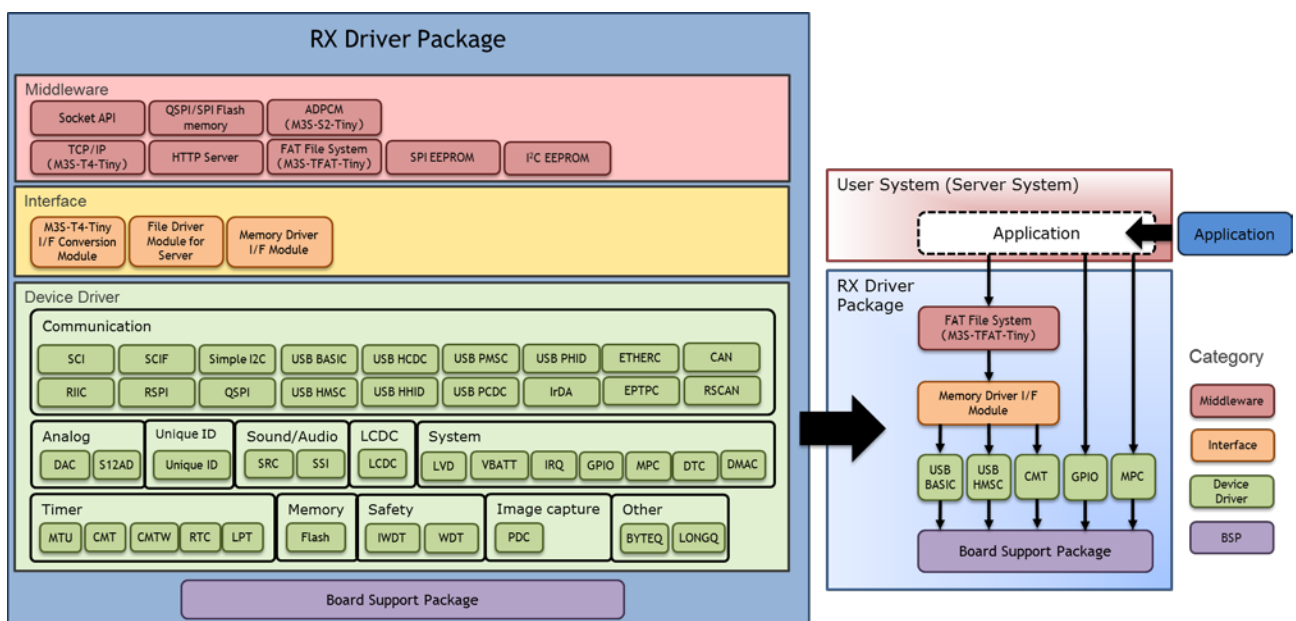 RX Driver Package
Middleware
Socket API
QSPI/SPI Flash
memory
ADPCM
(M3S-S2-Tiny)
TCP/IP
(M3S-T4-Tiny)
HTTP Server
FAT File System
(M3S-TFAT-Tiny)
SPI EEPROM
I²C EEPROM
Interface
M3S-T4-Tiny
I/F Conversion
Module
File Driver
Module for
Server
Memory Driver
I/F Module
Device Driver
Communication
SCI
SCIF
Simple I2C
USB BASIC
USB HCDC
USB PMSC
USB PHID
ETHERC
CAN
RIIC
RSPI
QSPI
USB HMSC
USB HHID
USB PCDC
IrDA
EPTPC
RSCAN
Analog
DAC
S12AD
Unique ID
Unique ID
Sound/Audio
SRC
SSI
LCDC
LCDC
System
LVD
VBATT
IRQ
GPIO
MPC
DTC
DMAC
Timer
MTU
CMT
CMTW
RTC
LPT
Memory
Flash
Safety
IWDT
WDT
Image capture
PDC
Other
BYTEQ
LONGQ
Board Support Package
User System (Server System)
Application
Application
RX Driver
Package
FAT File System
(M3S-TFAT-Tiny)
Memory Driver I/F
Module
USB
BASIC
USB
HMSC
CMT
GPIO
MPC
Board Support Package
Category
Middleware
Interface
Device
Driver
BSP